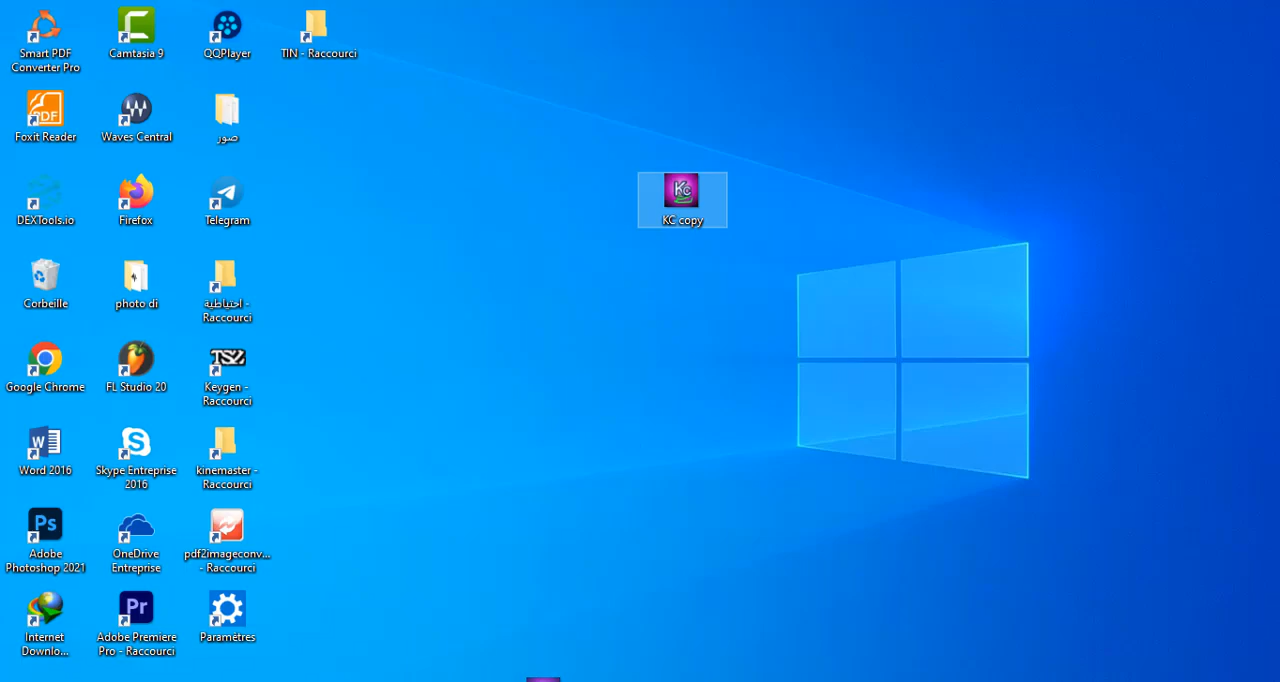 Smart PDF
Converter Pro
Camtasia 9
QQPlayer
TIN - Raccourci
Foxit Reader
Waves Central
صور
DEXTools.io
Firefox
Telegram
KC copy
Corbeille
photo di
احتياطية -
Raccourci
Google Chrome
FL Studio 20
Keygen -
Raccourci
Word 2016
Skype Entreprise
2016
kinemaster -
Raccourci
Adobe
Photoshop 2021
OneDrive
Entreprise
pdf2imageconv...
- Raccourci
Internet
Downlo...
Adobe Premiere
Pro - Raccourci
Paramètres